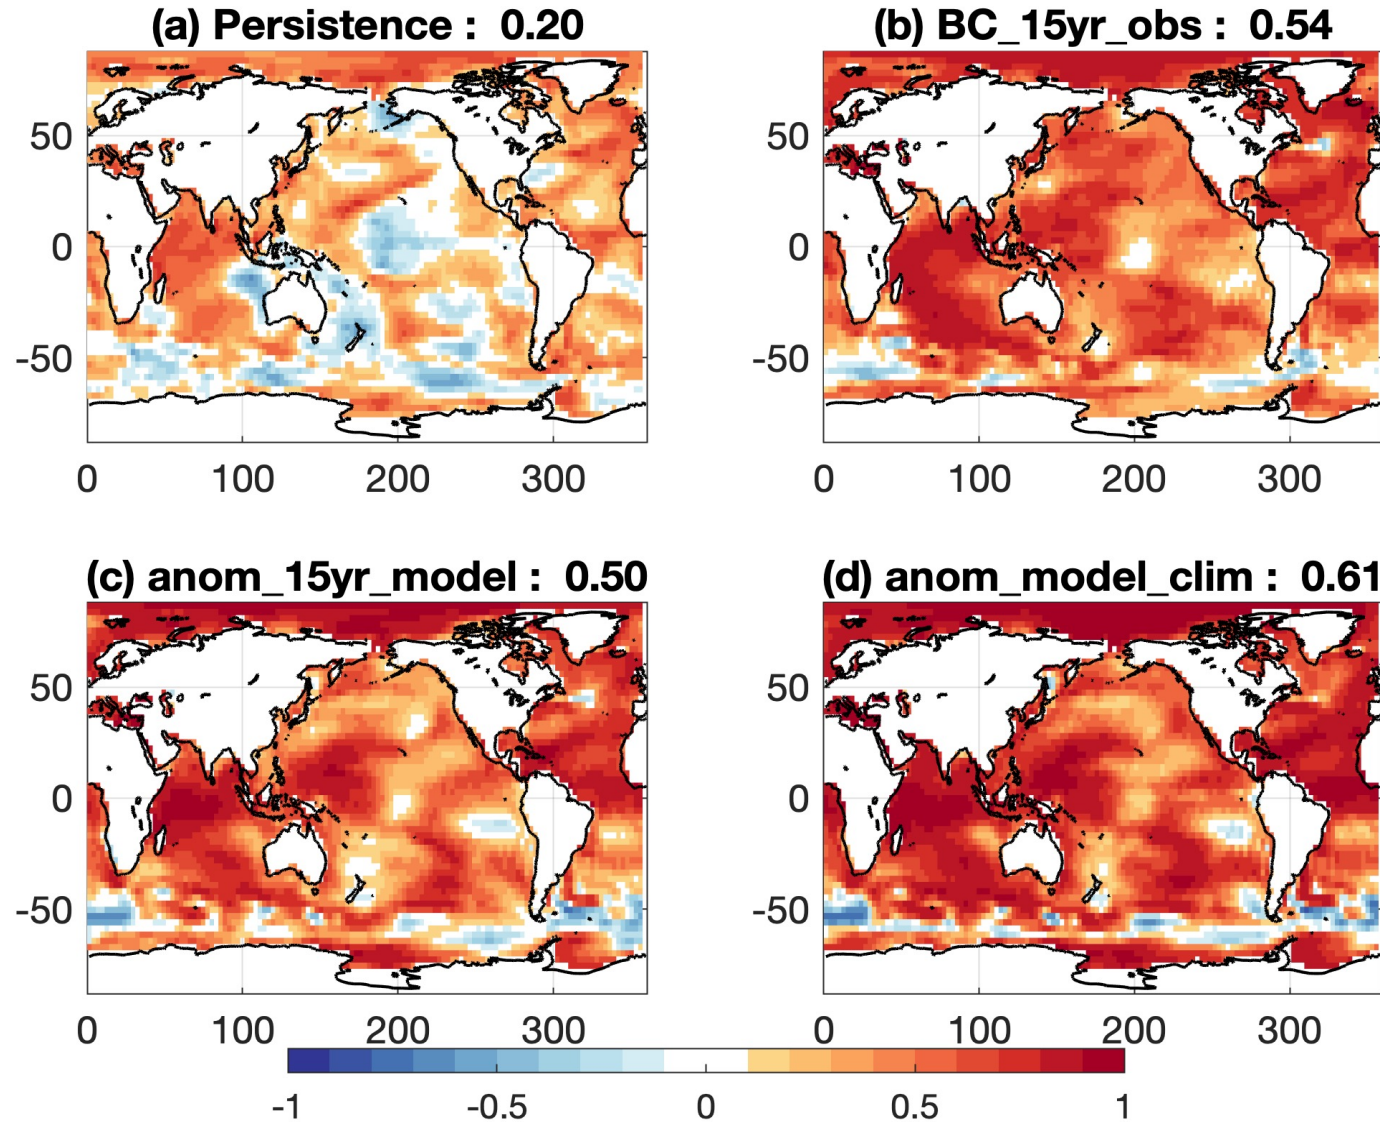 (a) Persistence : 0.20
50
0
-50
0 100 200 300
(b) BC_15yr_obs : 0.54
50
0
-50
0 100 200 300
(c) anom_15yr_model : 0.50
50
0
-50
0 100 200 300
(d) anom_model_clim : 0.61
50
0
-50
0 100 200 300
-1 -0.5 0 0.5 1